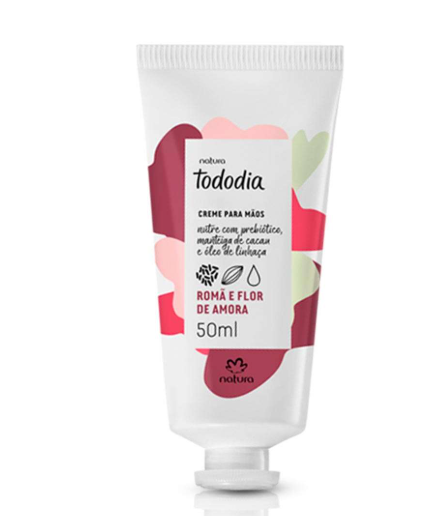 natura
Tododia
CREME PARA MÃOS
nutre com prebiótico,
manteiga de cacau
e óleo de linhaça
ROMÃ E FLOR
DE AMORA
50ml
natura